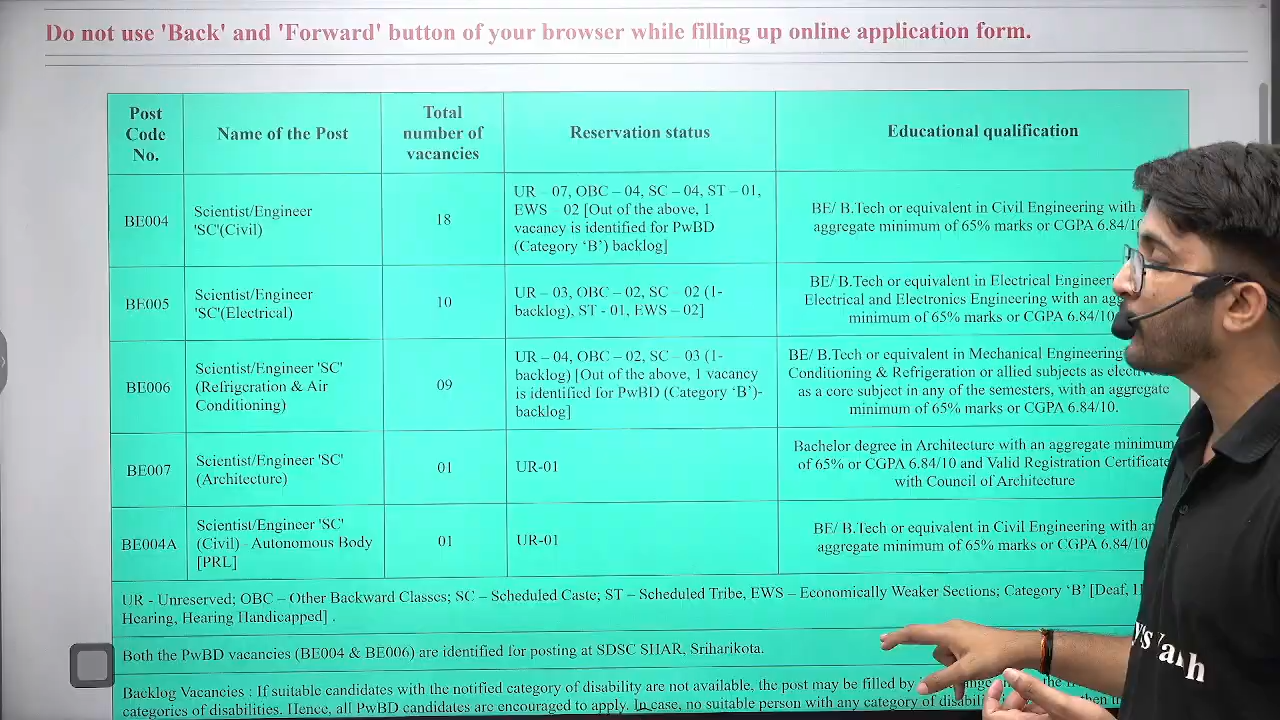 Do not use 'Back' and 'Forward' button of your browser while filling up online application form.
Post Code No.
Name of the Post
Total number of vacancies
Reservation status
Educational qualification
BE004
Scientist/Engineer
'SC'(Civil)
18
UR – 07, OBC – 04, SC – 04, ST – 01,
EWS – 02 [Out of the above, 1
vacancy is identified for PwBD
(Category ‘B’) backlog]
BE/ B.Tech or equivalent in Civil Engineering with
aggregate minimum of 65% marks or CGPA 6.84/10
BE005
Scientist/Engineer
'SC'(Electrical)
10
UR – 03, OBC – 02, SC – 02 (1-
backlog), ST - 01, EWS – 02]
BE/ B.Tech or equivalent in Electrical
Electrical and Electronics Engineering with an
minimum of 65% marks or CGPA 6.84/10
BE006
Scientist/Engineer 'SC'
(Refrigeration & Air
Conditioning)
09
UR – 04, OBC – 02, SC – 03 (1-
backlog) [Out of the above, 1 vacancy
is identified for PwBD (Category ‘B’)-
backlog]
BE/ B.Tech or equivalent in Mechanical Engineering
Conditioning & Refrigeration or allied subjects as
as a core subject in any of the semesters, with an aggregate
minimum of 65% marks or CGPA 6.84/10.
BE007
Scientist/Engineer 'SC'
(Architecture)
01
UR-01
Bachelor degree in Architecture with an aggregate minimum
of 65% or CGPA 6.84/10 and Valid Registration Certificate
with Council of Architecture
BE004A
Scientist/Engineer 'SC'
(Civil) - Autonomous Body
[PRL]
01
UR-01
BE/ B.Tech or equivalent in Civil Engineering with an
aggregate minimum of 65% marks or CGPA 6.84/10
UR - Unreserved; OBC – Other Backward Classes; SC – Scheduled Caste; ST – Scheduled Tribe, EWS – Economically Weaker Sections; Category ‘B’ [Deaf,
Hearing, Hearing Handicapped] .
Both the PwBD vacancies (BE004 & BE006) are identified for posting at SDSC SHAR, Sriharikota.
Backlog Vacancies : If suitable candidates with the notified category of disability are not available, the post may be filled by
categories of disabilities. Hence, all PwBD candidates are encouraged to apply. In case, no suitable person with any category of